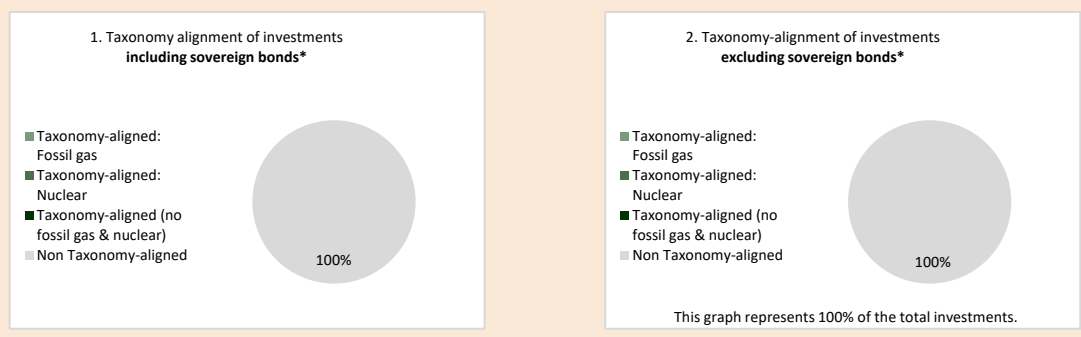 1. Taxonomy alignment of investments
including sovereign bonds*
Taxonomy-aligned:
Fossil gas
Taxonomy-aligned:
Nuclear
Taxonomy-aligned (no
fossil gas & nuclear)
Non Taxonomy-aligned
100%
2. Taxonomy-alignment of investments
excluding sovereign bonds*
Taxonomy-aligned:
Fossil gas
Taxonomy-aligned:
Nuclear
Taxonomy-aligned (no
fossil gas & nuclear)
Non Taxonomy-aligned
100%
This graph represents 100% of the total investments.